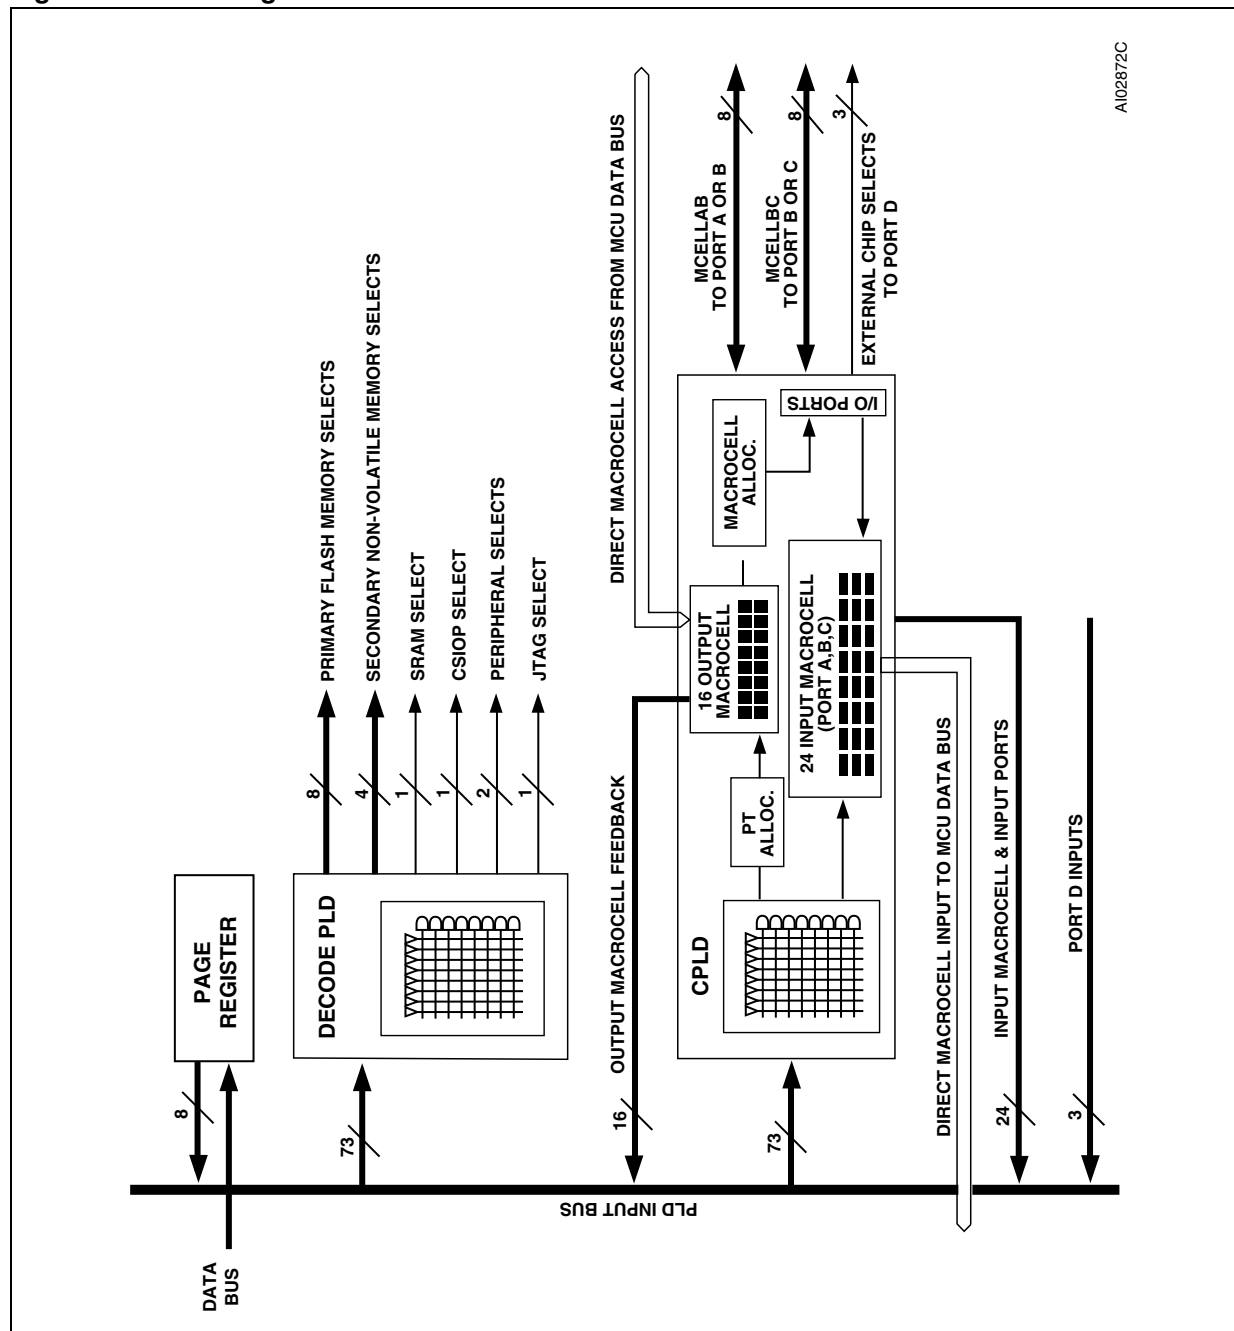 AI02872C
DATA
BUS
8
PAGE
REGISTER
73
DECODE PLD
8
PRIMARY FLASH MEMORY SELECTS
4
SECONDARY NON-VOLATILE MEMORY SELECTS
1
SRAM SELECT
1
CSIOP SELECT
2
PERIPHERAL SELECTS
1
JTAG SELECT
PLD INPUT BUS
16
OUTPUT MACROCELL FEEDBACK
DIRECT MACROCELL ACCESS FROM MCU DATA BUS
73
CPLD
PT
ALLOC.
16 OUTPUT
MACROCELL
MACROCELL
ALLOC.
I/O PORTS
24 INPUT MACROCELL
(PORT A,B,C)
MCELLAB
TO PORT A OR B
8
MCELLBC
TO PORT B OR C
8
EXTERNAL CHIP SELECTS
TO PORT D
3
DIRECT MACROCELL INPUT TO MCU DATA BUS
24
INPUT MACROCELL & INPUT PORTS
3
PORT D INPUTS